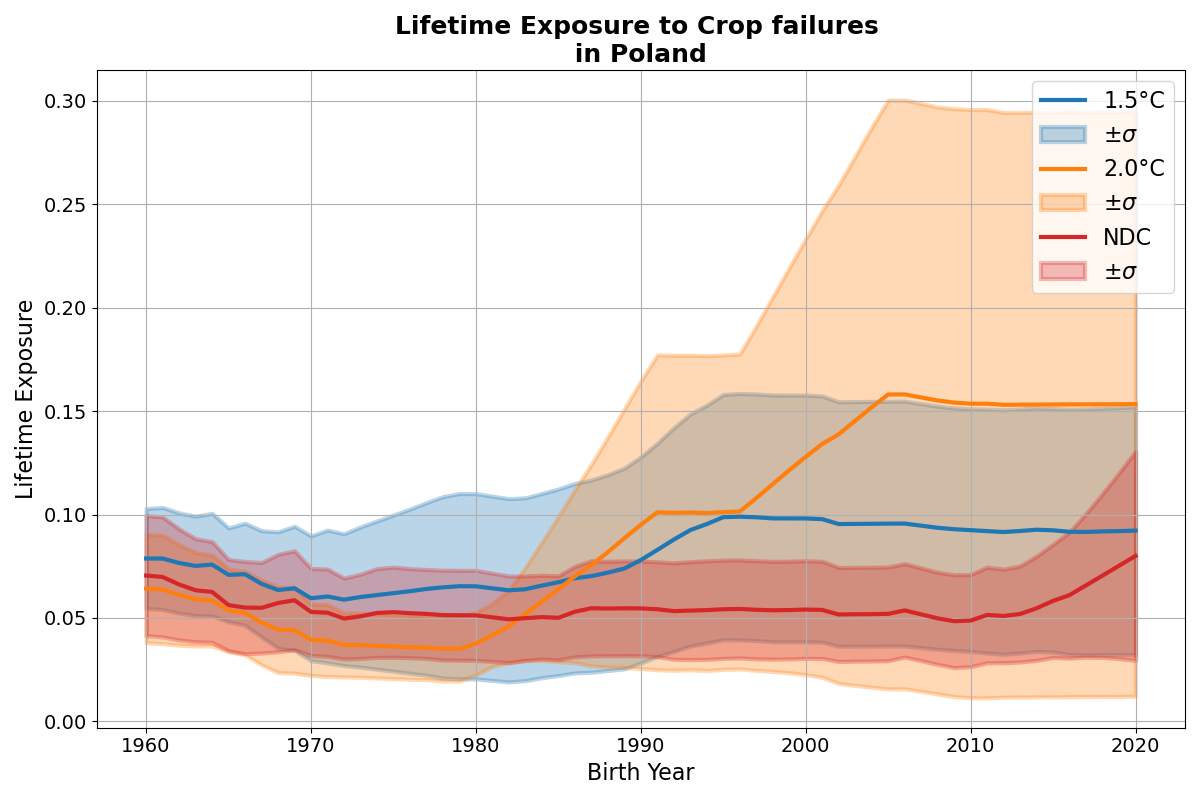 Lifetime Exposure to Crop failures
in Poland
Lifetime Exposure
0.30
0.25
0.20
0.15
0.10
0.05
0.00
1960 1970 1980 1990 2000 2010 2020
Birth Year
1.5°C
±σ
2.0°C
±σ
NDC
±σ